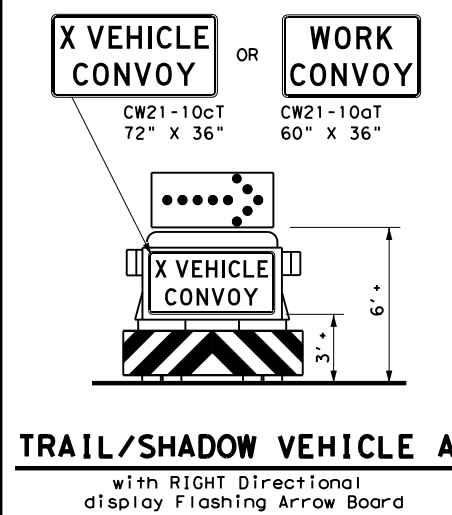 X VEHICLE
CONVOY
OR
WORK
CONVOY
CW21-10cT
72" X 36"
CW21-10aT
60" X 36"
X VEHICLE
CONVOY
6' +
3' +
TRAIL/SHADOW VEHICLE A
with RIGHT Directional
display Flashing Arrow Board